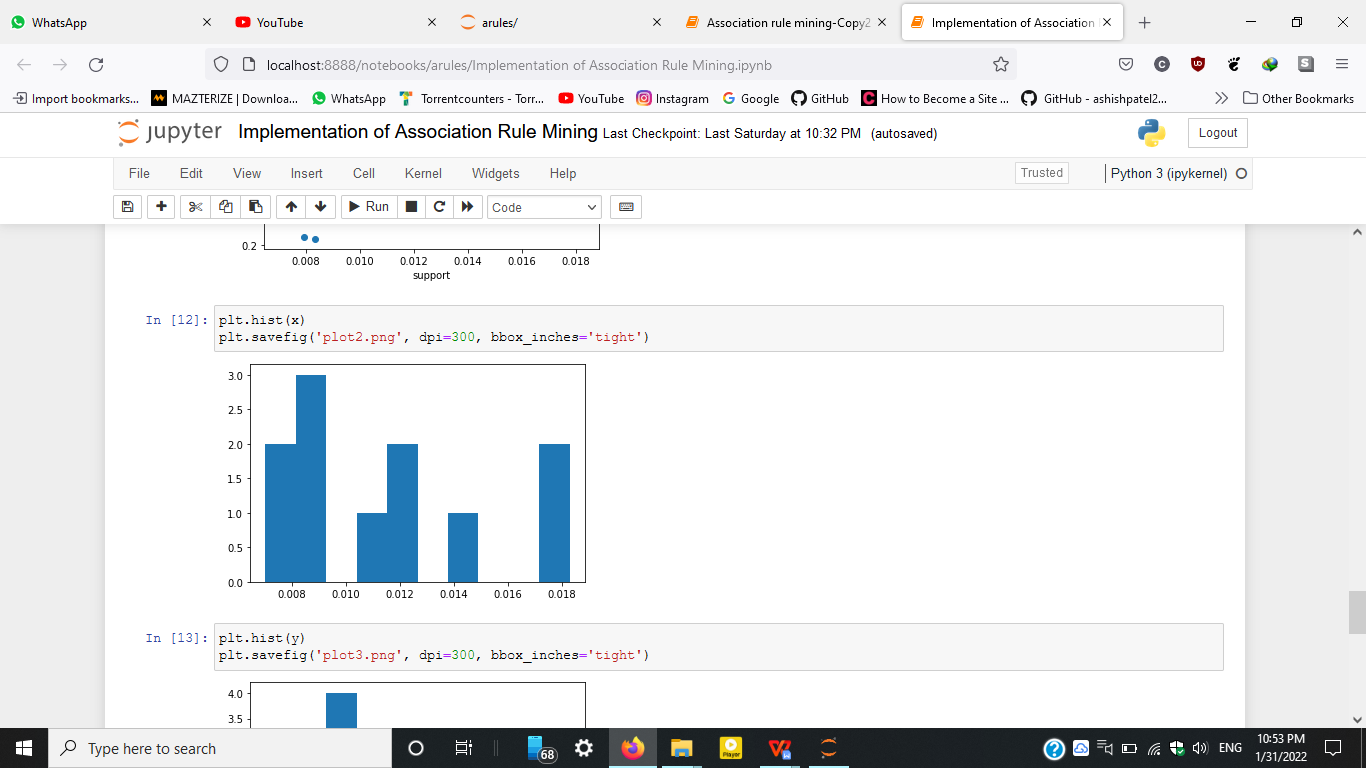 WhatsApp
YouTube
arules/
Association rule mining-Copy2
Implementation of Association
localhost:8888/notebooks/arules/Implementation of Association Rule Mining.ipynb
Import bookmarks...
MAZTERIZE | Downloa...
WhatsApp
Torrentcounters - Torr...
YouTube
Instagram
Google
GitHub
How to Become a Site ...
GitHub - ashishpatel2...
Other Bookmarks
jupyter Implementation of Association Rule Mining Last Checkpoint: Last Saturday at 10:32 PM (autosaved)
Logout
File Edit View Insert Cell Kernel Widgets Help
Trusted
Python 3 (ipykernel)
Run
Code
0.2
0.008 0.010 0.012 0.014 0.016 0.018
support
In [12]: plt.hist(x)
plt.savefig('plot2.png', dpi=300, bbox_inches='tight')
3.0
2.5
2.0
1.5
1.0
0.5
0.0
0.008 0.010 0.012 0.014 0.016 0.018
In [13]: plt.hist(y)
plt.savefig('plot3.png', dpi=300, bbox_inches='tight')
4.0
3.5
Type here to search
68
Player
ENG
10:53 PM
1/31/2022